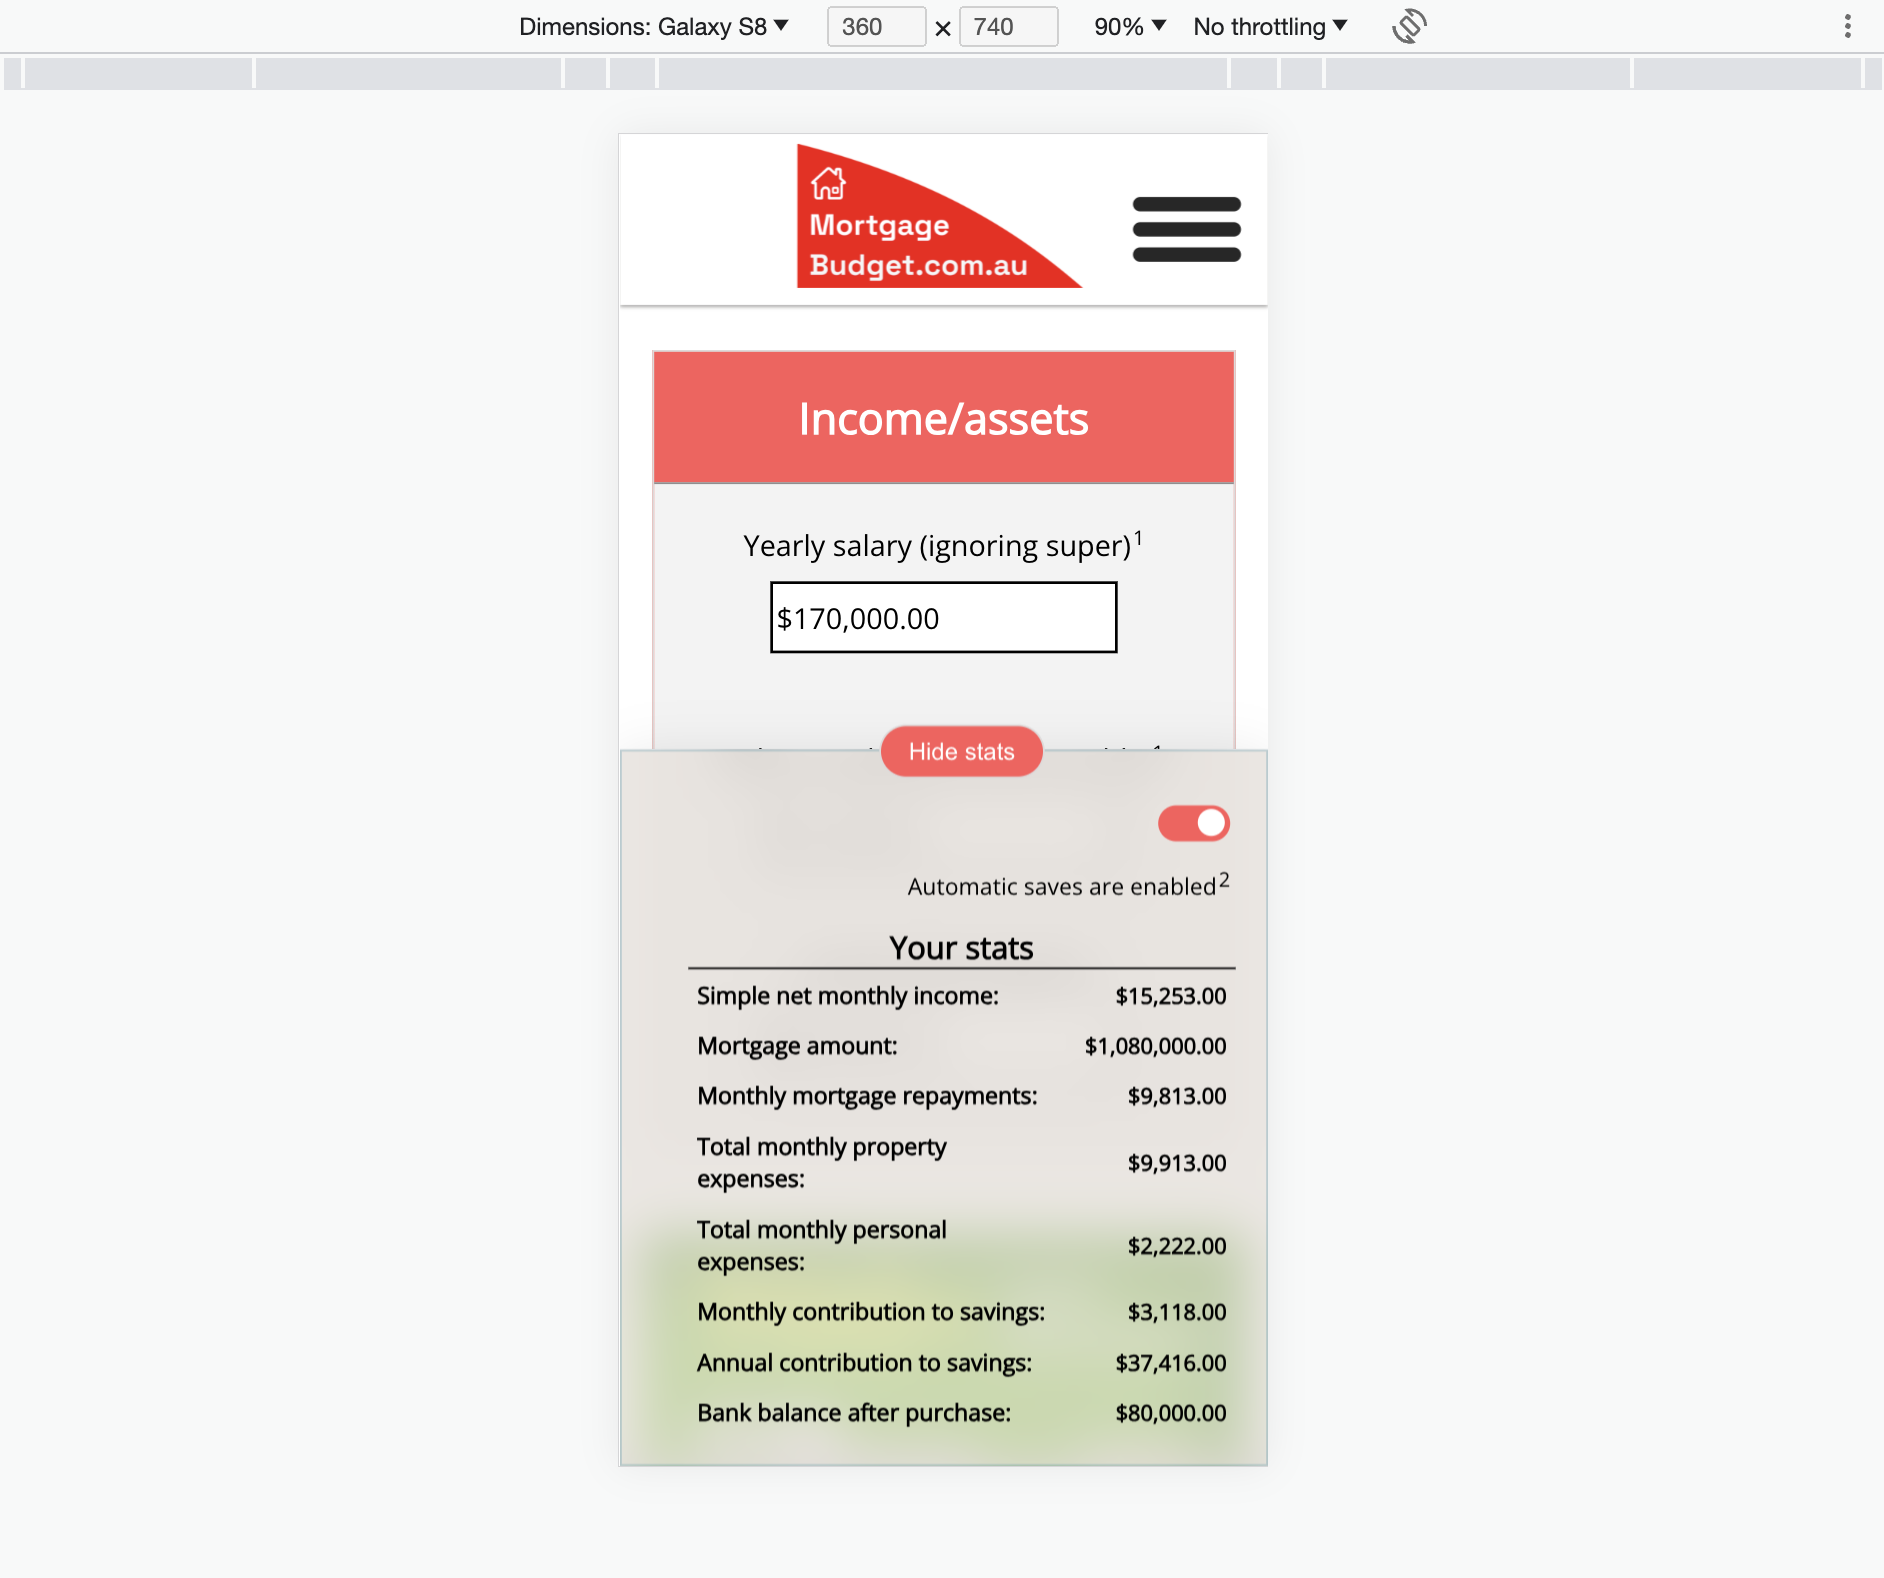 Dimensions: Galaxy S8 ▼ 360 × 740 90% ▼ No throttling ▼
Mortgage
Budget.com.au
Income/assets
Yearly salary (ignoring super)1
$170,000.00
Hide stats
Automatic saves are enabled2
Your stats
Simple net monthly income: $15,253.00
Mortgage amount: $1,080,000.00
Monthly mortgage repayments: $9,813.00
Total monthly property
expenses: $9,913.00
Total monthly personal
expenses: $2,222.00
Monthly contribution to savings: $3,118.00
Annual contribution to savings: $37,416.00
Bank balance after purchase: $80,000.00